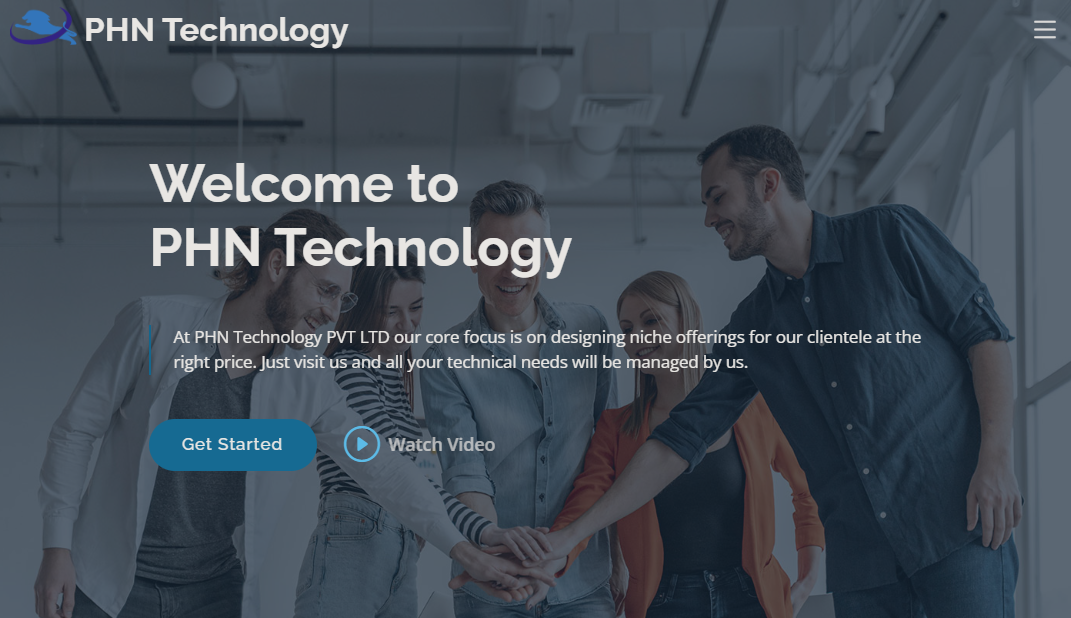 PHN Technology
Welcome to
PHN Technology
At PHN Technology PVT LTD our core focus is on designing niche offerings for our clientele at the
right price. Just visit us and all your technical needs will be managed by us.
Get Started
Watch Video